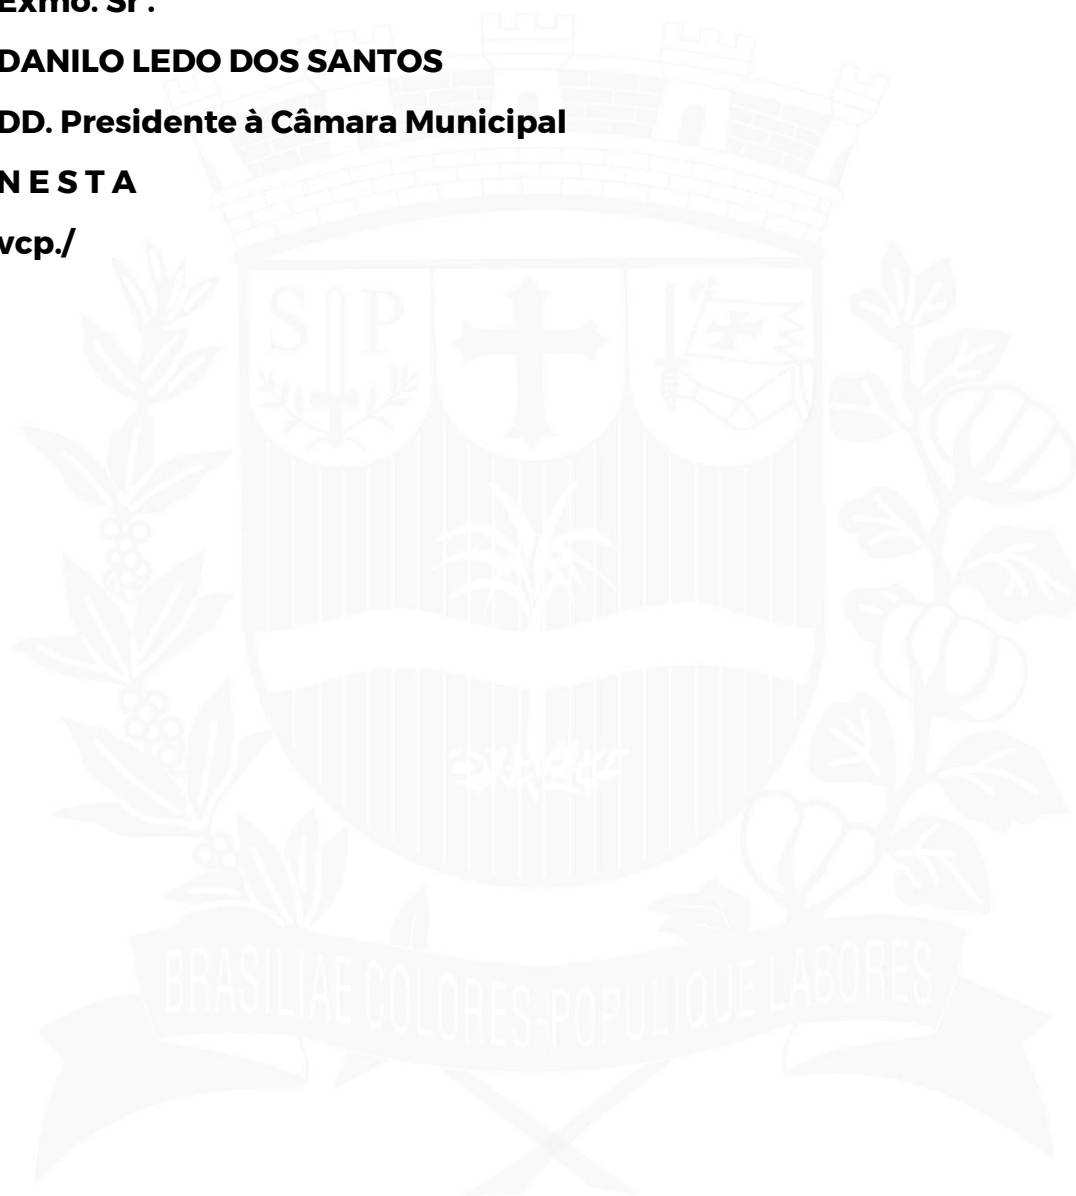 Exmo. Sr .
DANILO LEDO DOS SANTOS
DD. Presidente à Câmara Municipal
N E S T A
vcp./
S P
BRASILIAE COLORES-POPULIQUE LABORES